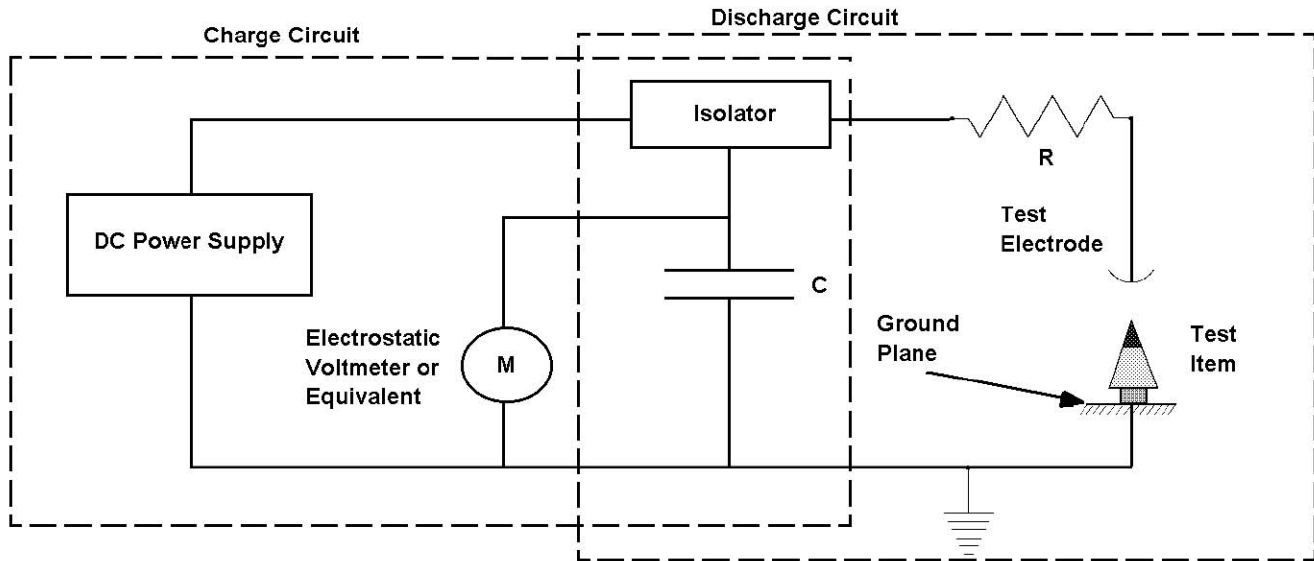 Discharge Circuit
Charge Circuit
Isolator
R
DC Power Supply
Test
Electrode
C
Electrostatic
Voltmeter or
Equivalent
M
Ground
Plane
Test
Item